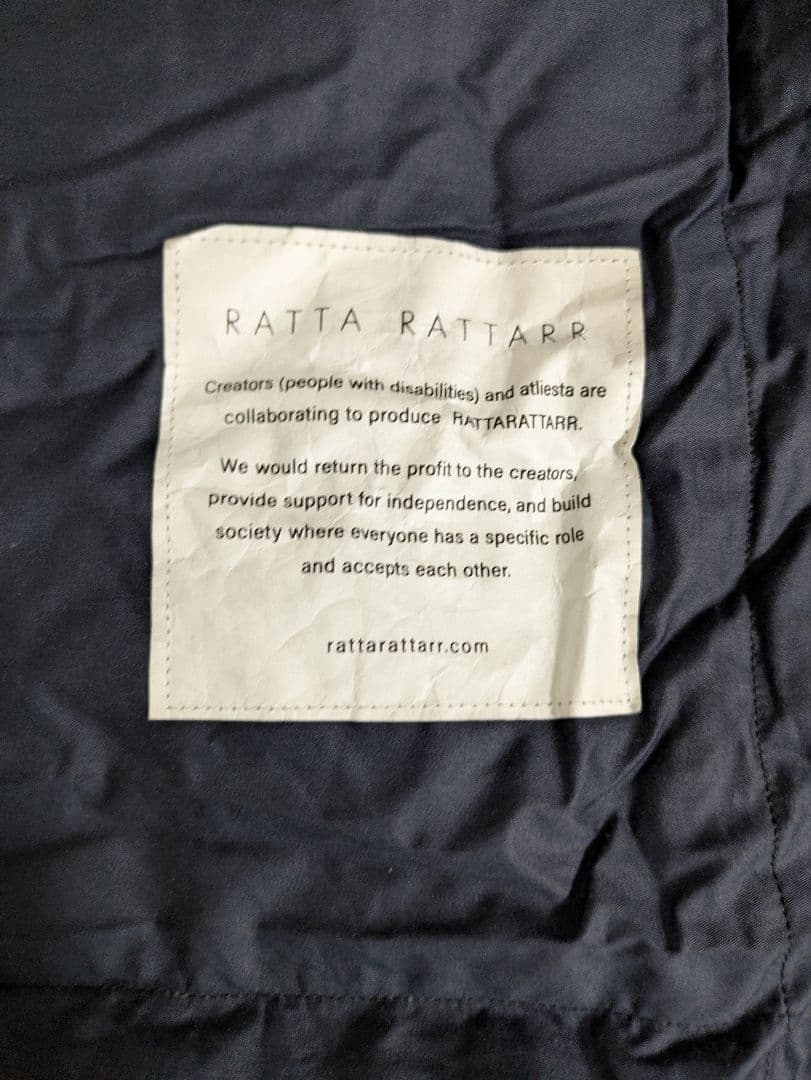 RATTA RATTARR
Creators (people with disabilities) and atliesta are
collaborating to produce RATTARATTARR.
We would return the profit to the creators,
provide support for independence, and build
society where everyone has a specific role
and accepts each other.
rattarattarr.com